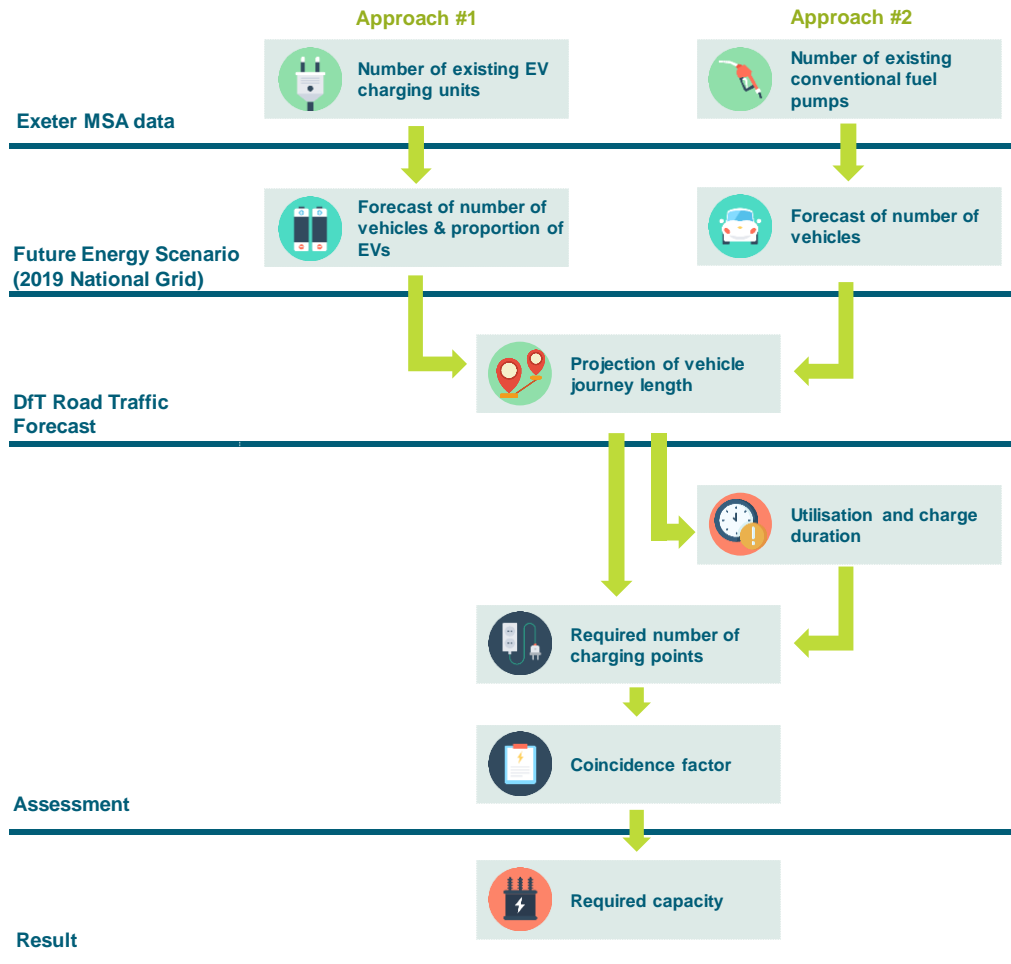 Approach #1
Approach #2
Number of existing EV
charging units
Number of existing
conventional fuel
pumps
Exeter MSA data
Forecast of number of
vehicles & proportion of
EVs
Forecast of number of
vehicles
Future Energy Scenario
(2019 National Grid)
Projection of vehicle
journey length
DfT Road Traffic
Forecast
Utilisation and charge
duration
Required number of
charging points
Coincidence factor
Assessment
Required capacity
Result